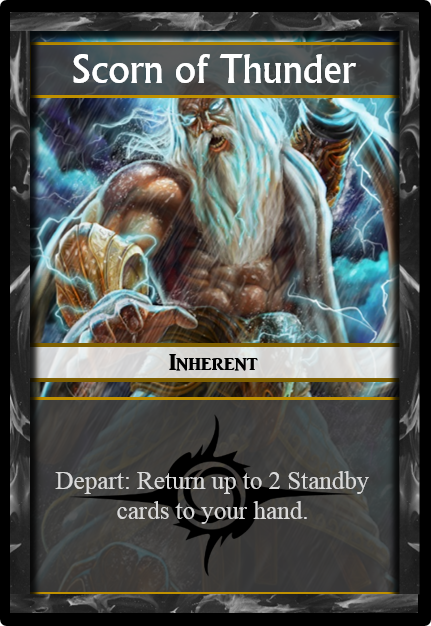 Scorn of Thunder
Inherent
Depart: Return up to 2 Standby
cards to your hand.